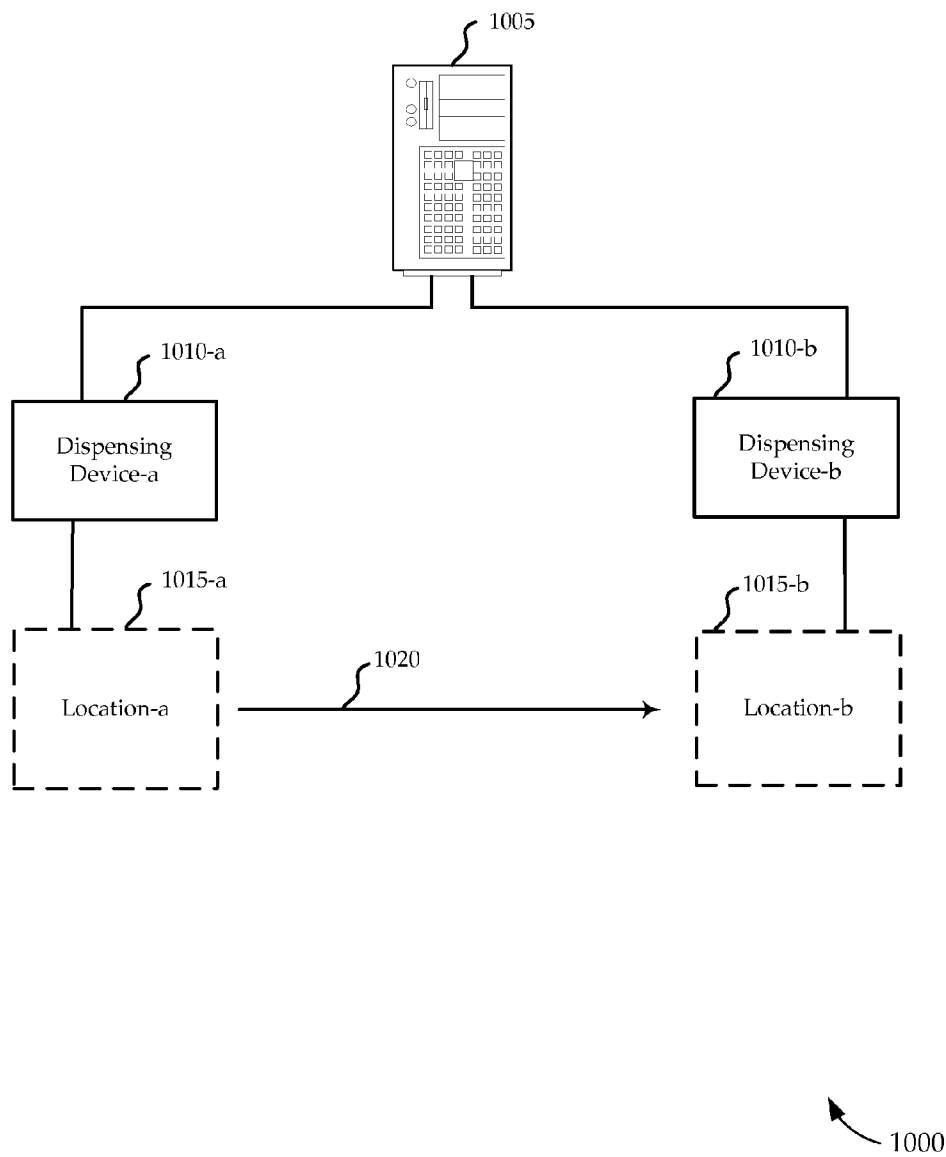 1005
1010-a
1010-b
Dispensing
Device-a
Dispensing
Device-b
1015-a
1015-b
1020
Location-a
Location-b
1000